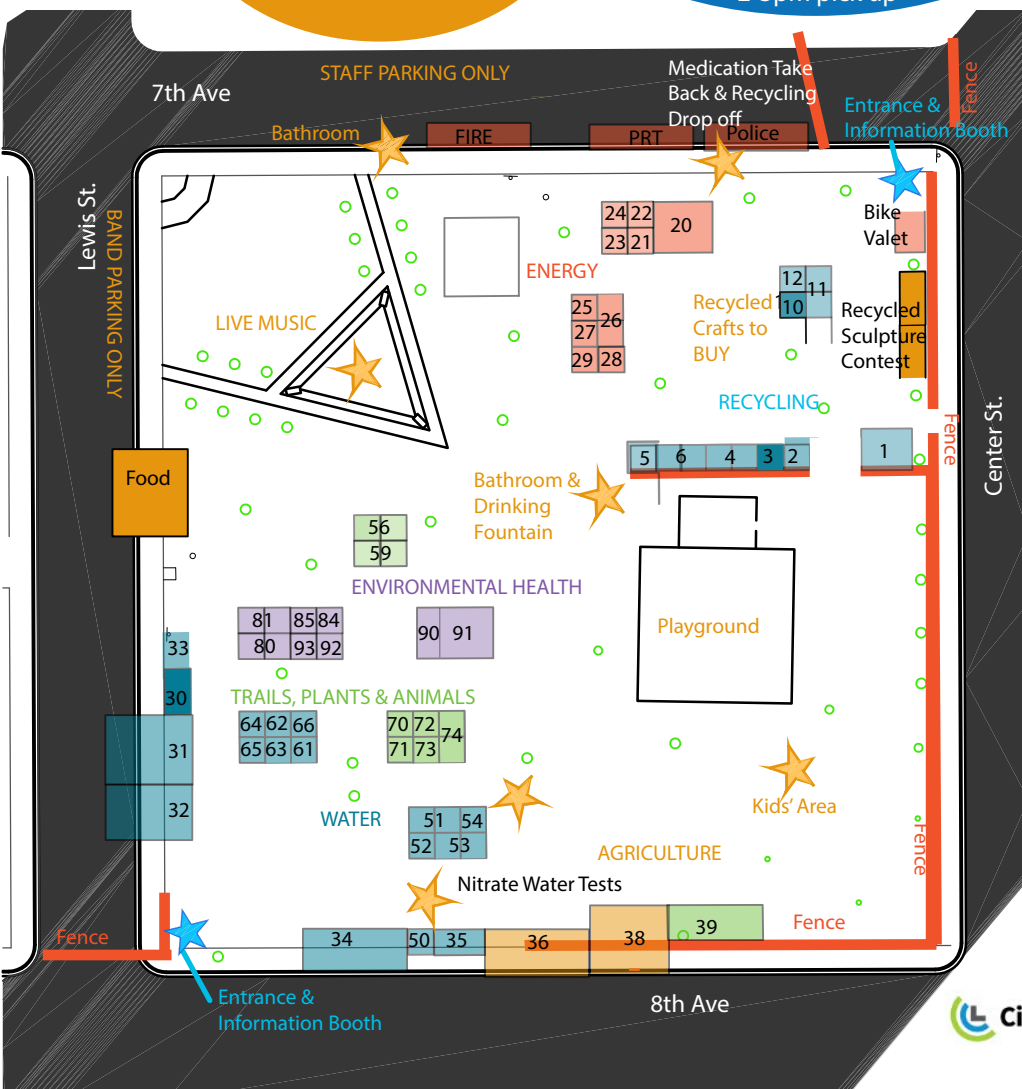 2-6pm pick up
STAFF PARKING ONLY
7th Ave
Medication Take
Back & Recycling
Drop off
Fence
Entrance &
Information Booth
Bathroom
FIRE
PRT
Police
Lewis St.
BAND PARKING ONLY
24 22
20
23 21
Bike
Valet
ENERGY
12
11
10
25
26
27
29 28
Recycled
Crafts to
BUY
Recycled
Sculpture
Contest
LIVE MUSIC
RECYCLING
Center St.
Fence
5 6 4 3 2
1
Food
Bathroom &
Drinking
Fountain
56
59
ENVIRONMENTAL HEALTH
81 85 84
80 93 92
90 91
Playground
33
30
31
32
TRAILS, PLANTS & ANIMALS
64 62 66
65 63 61
70 72
74
71 73
Kids' Area
WATER
51 54
52 53
AGRICULTURE
Fence
Nitrate Water Tests
Fence
34 50 35 36 38 39
Fence
Entrance &
Information Booth
8th Ave